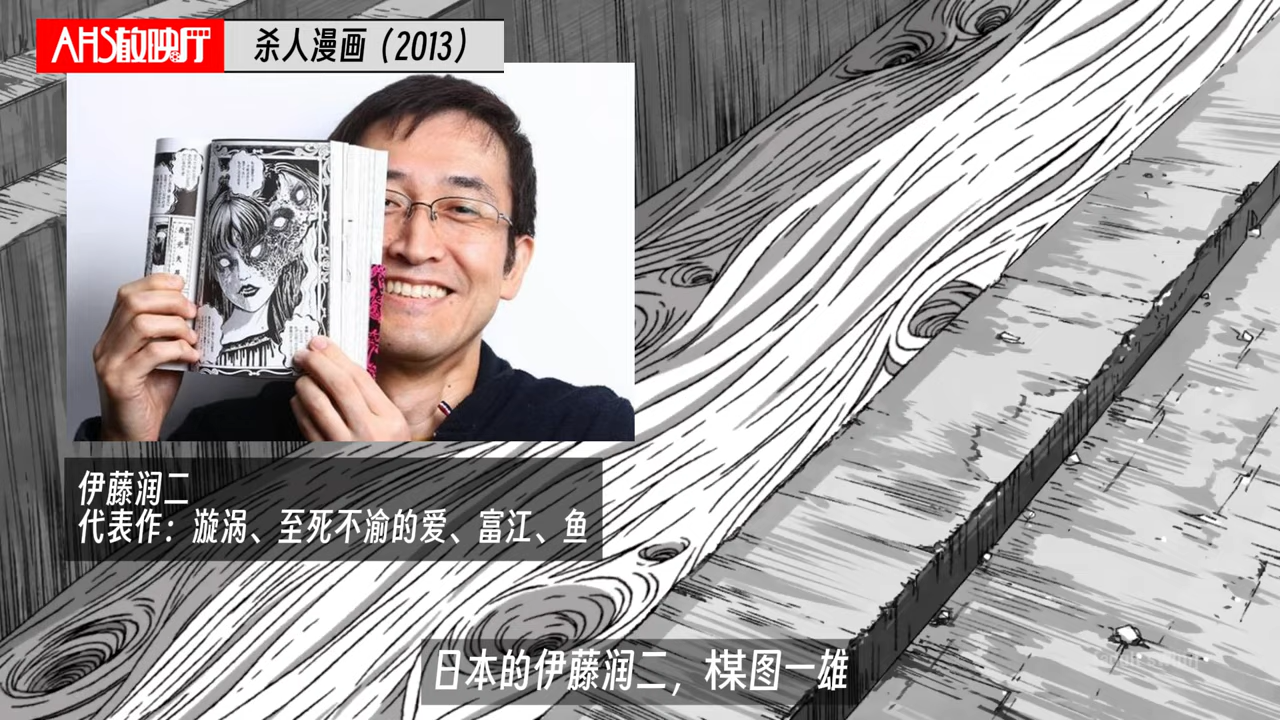 AHS散映厅
杀人漫画（2013）
伊藤润二
代表作：漩涡、至死不渝的爱、富江、鱼
日本的伊藤润二，楳图一雄